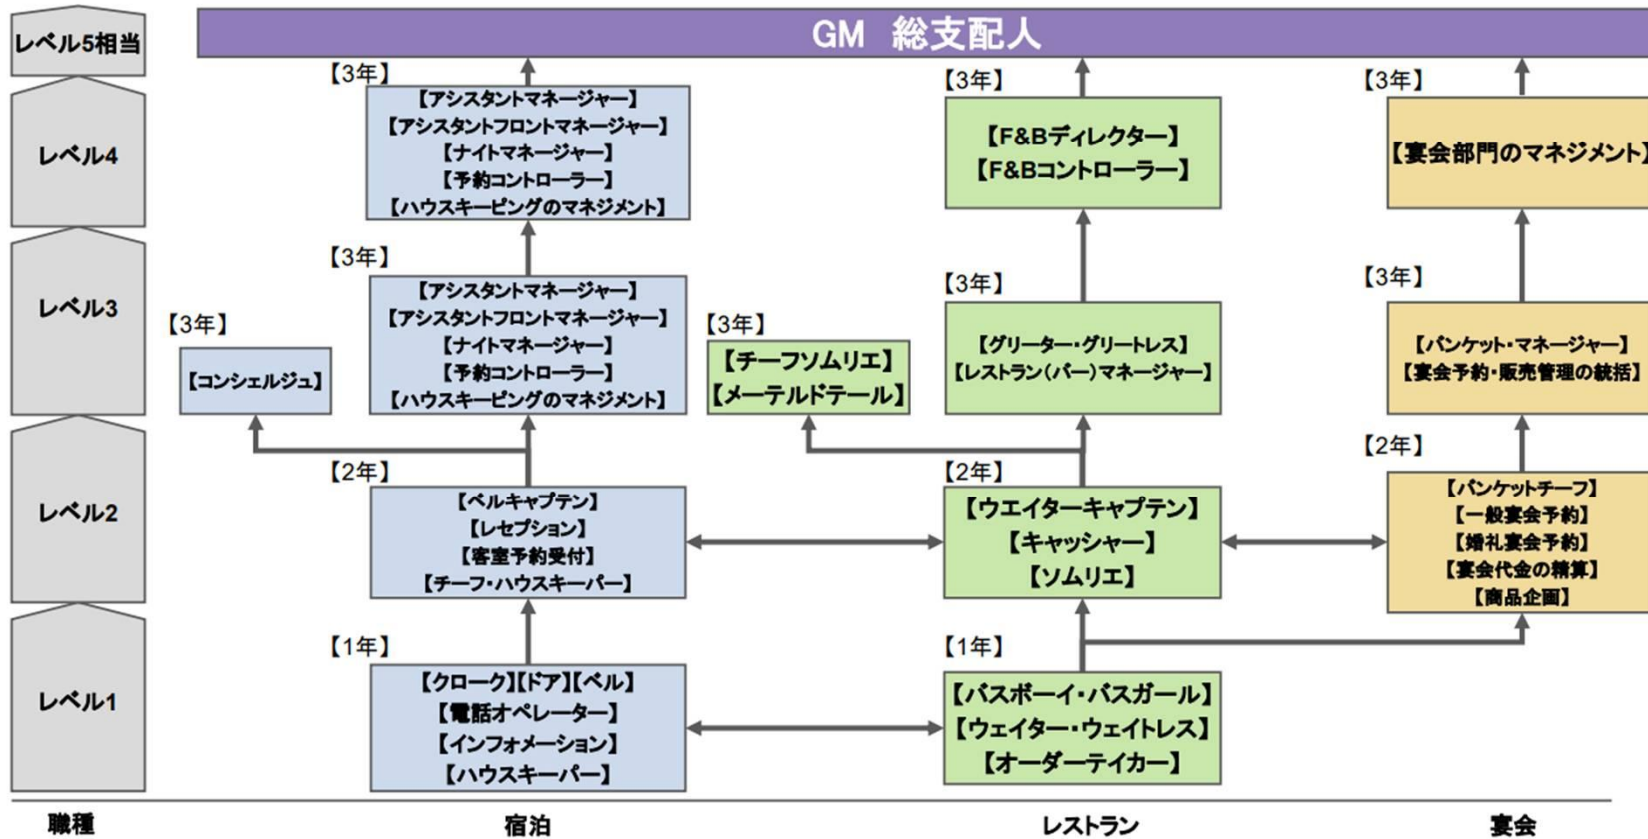 レベル5相当
GM 総支配人
【3年】
【3年】
【3年】
レベル4
【アシスタントマネージャー】
【アシスタントフロントマネージャー】
【ナイトマネージャー】
【予約コントローラー】
【ハウスキーピングのマネジメント】
【F&Bディレクター】
【F&Bコントローラー】
【宴会部門のマネジメント】
レベル3
【3年】
【コンシェルジュ】
【3年】
【アシスタントマネージャー】
【アシスタントフロントマネージャー】
【ナイトマネージャー】
【予約コントローラー】
【ハウスキーピングのマネジメント】
【3年】
【チーフソムリエ】
【メーテルドテール】
【3年】
【グリーター・グリートレス】
【レストラン(バー)マネージャー】
【3年】
【バンケット・マネージャー】
【宴会予約・販売管理の統括】
レベル2
【2年】
【ベルキャプテン】
【レセプション】
【客室予約受付】
【チーフ・ハウスキーパー】
【2年】
【ウエイターキャプテン】
【キャッシャー】
【ソムリエ】
【2年】
【バンケットチーフ】
【一般宴会予約】
【婚礼宴会予約】
【宴会代金の精算】
【商品企画】
レベル1
【1年】
【クローク】【ドア】【ベル】
【電話オペレーター】
【インフォメーション】
【ハウスキーパー】
【1年】
【バスボーイ・バスガール】
【ウェイター・ウェイトレス】
【オーダーテイカー】
職種
宿泊
レストラン
宴会